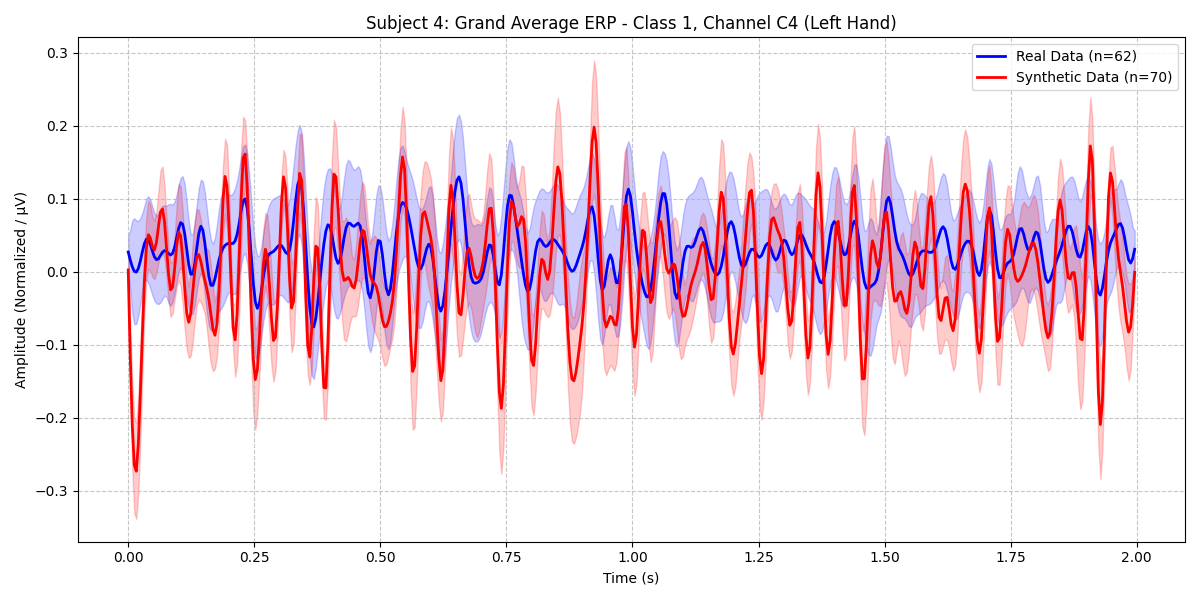 Subject 4: Grand Average ERP - Class 1, Channel C4 (Left Hand)
Real Data (n=62)
Synthetic Data (n=70)
Amplitude (Normalized / µV)
0.3
0.2
0.1
0.0
−0.1
−0.2
−0.3
0.00 0.25 0.50 0.75 1.00 1.25 1.50 1.75 2.00
Time (s)